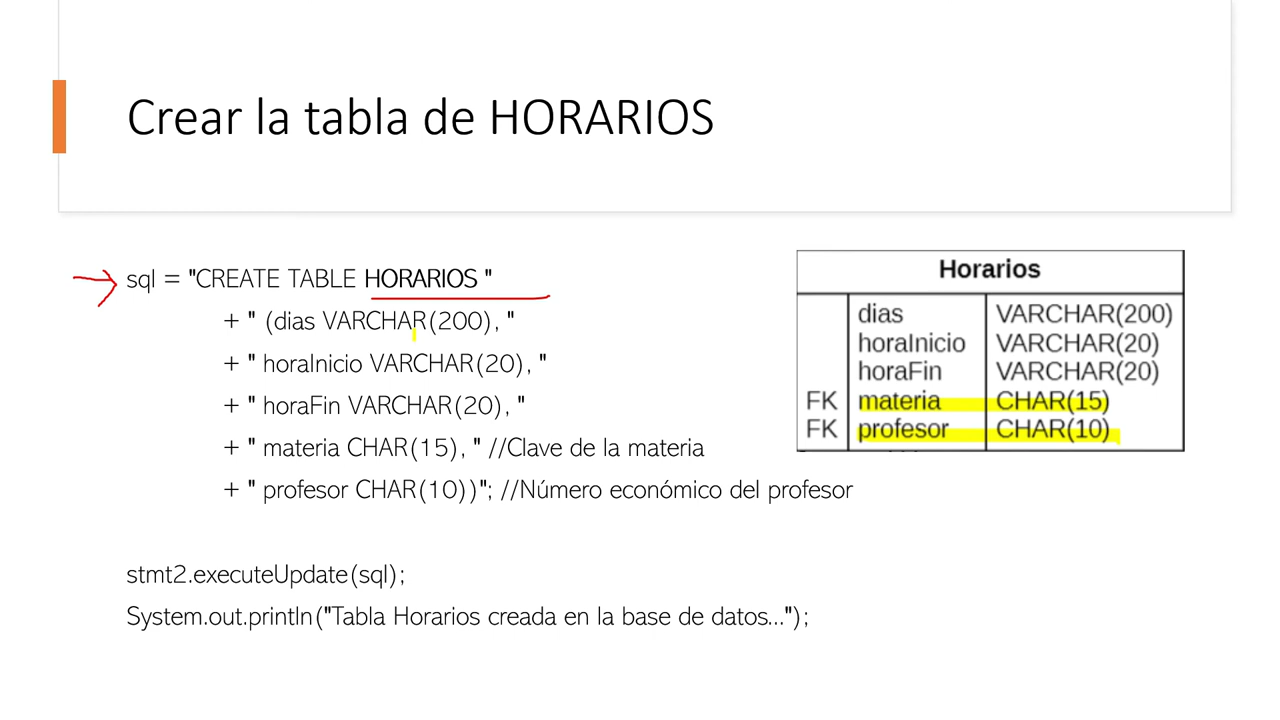 Crear la tabla de HORARIOS
sql = "CREATE TABLE HORARIOS "
+ " (dias VARCHAR(200), "
+ " horaInicio VARCHAR(20), "
+ " horaFin VARCHAR(20), "
+ " materia CHAR(15), " //Clave de la materia
+ " profesor CHAR(10))"; //Número económico del profesor
stmt2.executeUpdate(sql);
System.out.println("Tabla Horarios creada en la base de datos...");
Horarios
dias VARCHAR(200)
horaInicio VARCHAR(20)
horaFin VARCHAR(20)
FK materia CHAR(15)
FK profesor CHAR(10)